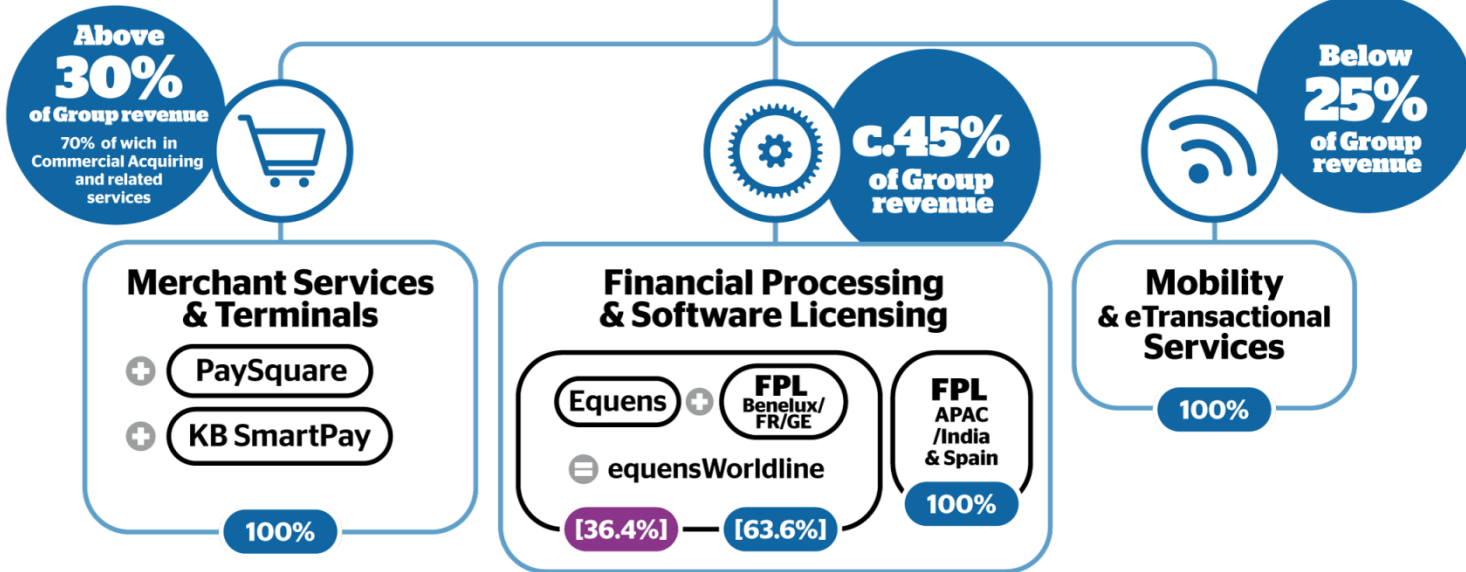 Above
30%
of Group revenue
70% of wich in
Commercial Acquiring
and related
services
c.45%
of Group
revenue
Below
25%
of Group
revenue
Merchant Services
& Terminals
+ PaySquare
+ KB SmartPay
100%
Financial Processing
& Software Licensing
Equens + FPL
Benelux/
FR/GE
= equensWorldline
[36.4%] [63.6%]
FPL
APAC
/India
& Spain
100%
Mobility
& eTransactional
Services
100%